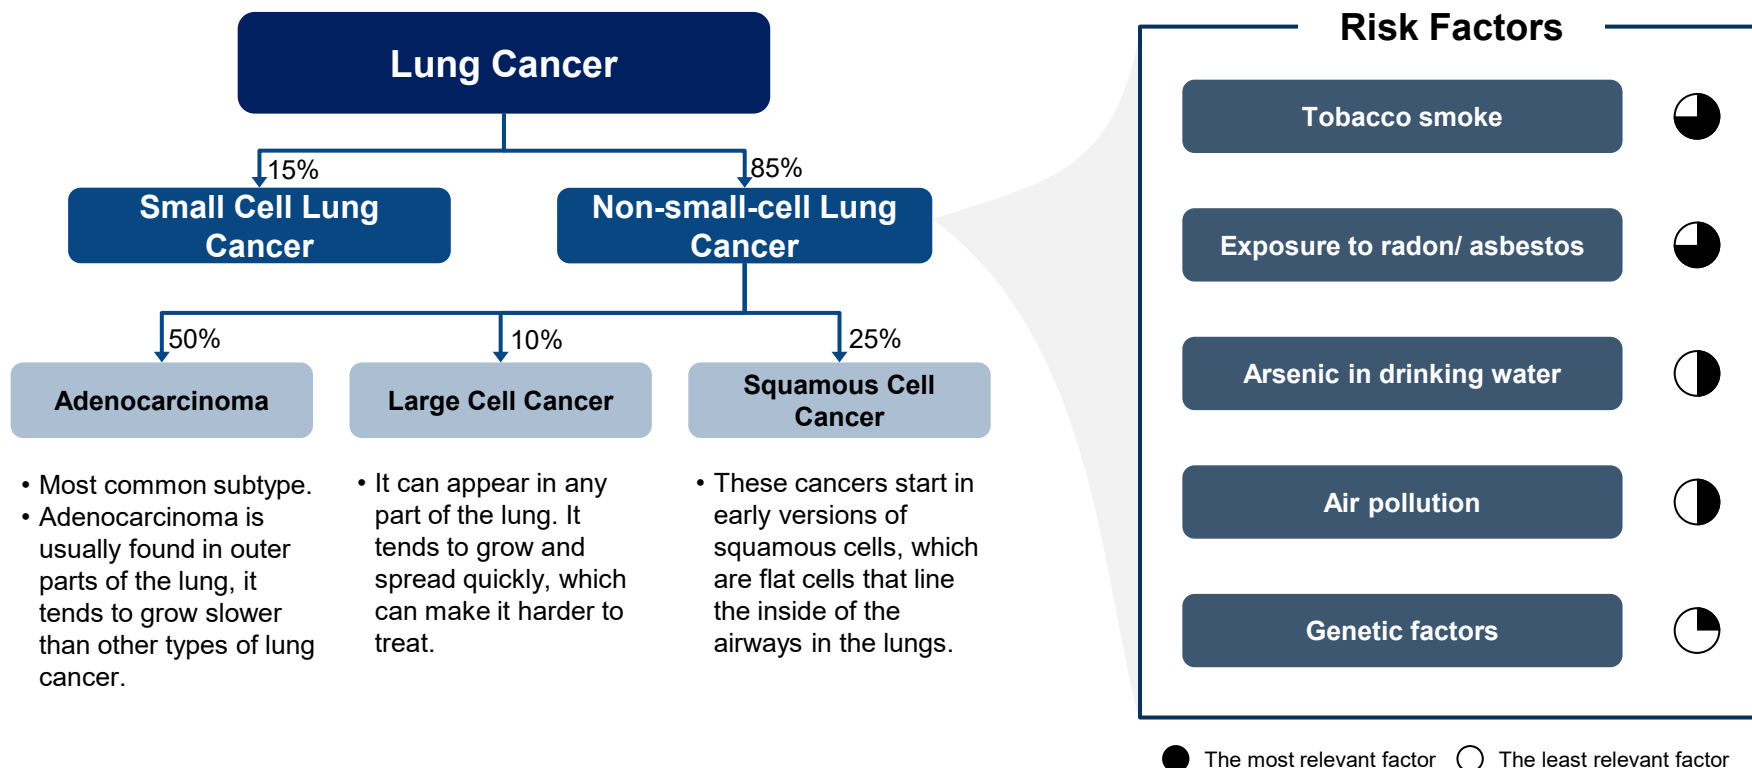 Lung Cancer
15%
85%
Small Cell Lung
Cancer
Non-small-cell Lung
Cancer
50%
10%
25%
Adenocarcinoma
Large Cell Cancer
Squamous Cell
Cancer
• Most common subtype.
• Adenocarcinoma is
usually found in outer
parts of the lung, it
tends to grow slower
than other types of lung
cancer.
• It can appear in any
part of the lung. It
tends to grow and
spread quickly, which
can make it harder to
treat.
• These cancers start in
early versions of
squamous cells, which
are flat cells that line
the inside of the
airways in the lungs.
Risk Factors
Tobacco smoke
Exposure to radon/ asbestos
Arsenic in drinking water
Air pollution
Genetic factors
The most relevant factor
The least relevant factor